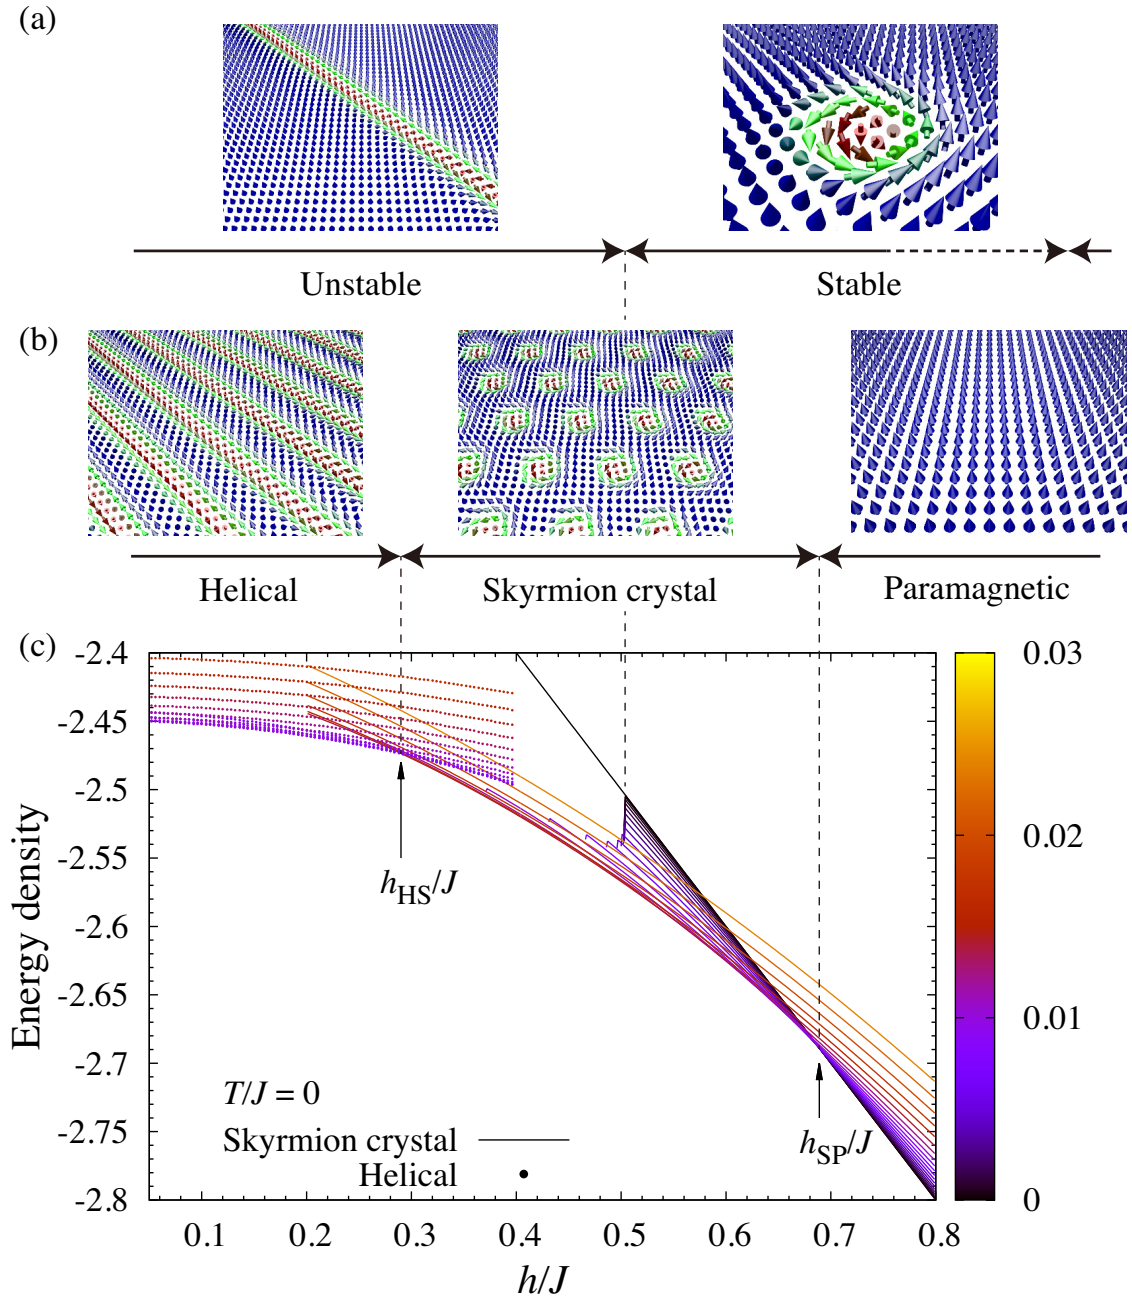 (a)
Unstable
Stable
(b)
Helical
Skyrmion crystal
Paramagnetic
(c)
-2.4
-2.45
-2.5
-2.55
-2.6
-2.65
-2.7
-2.75
-2.8
Energy density
h_HS/J
h_SP/J
T/J = 0
Skyrmion crystal
Helical
0.1 0.2 0.3 0.4 0.5 0.6 0.7 0.8
h/J
0.03
0.02
0.01
0